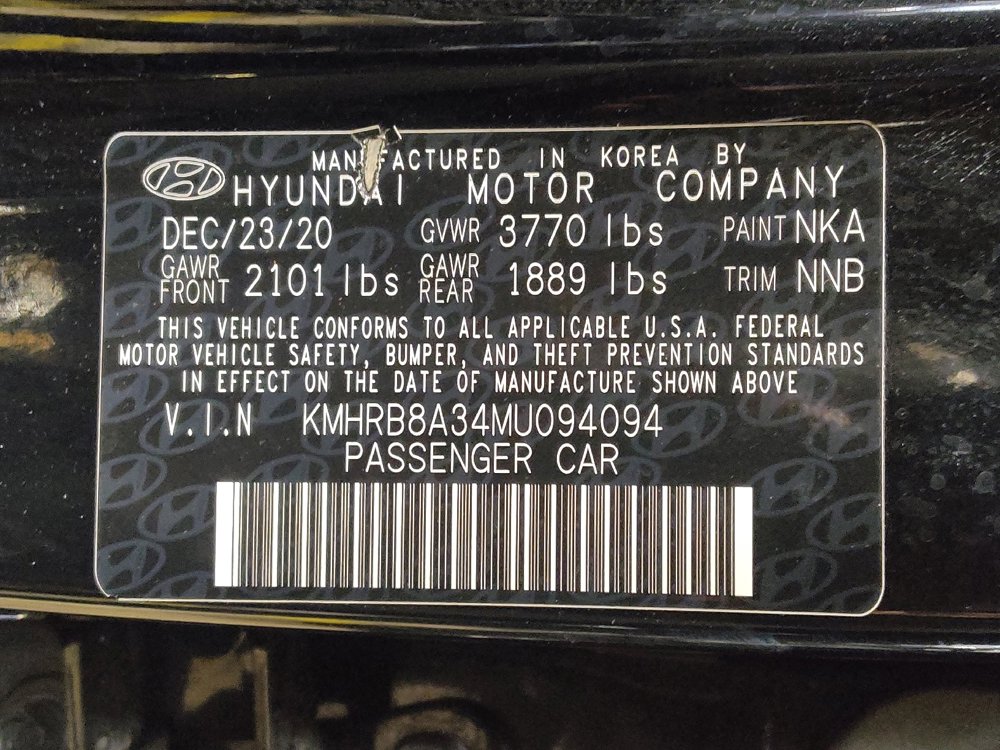 MANUFACTURED IN KOREA BY
HYUNDAI MOTOR COMPANY
DEC/23/20 GVWR 3770 lbs PAINT NKA
GAWR FRONT 2101 lbs GAWR REAR 1889 lbs TRIM NNB
THIS VEHICLE CONFORMS TO ALL APPLICABLE U.S.A. FEDERAL
MOTOR VEHICLE SAFETY, BUMPER, AND THEFT PREVENTION STANDARDS
IN EFFECT ON THE DATE OF MANUFACTURE SHOWN ABOVE
V.I.N KMHRB8A34MU094094
PASSENGER CAR